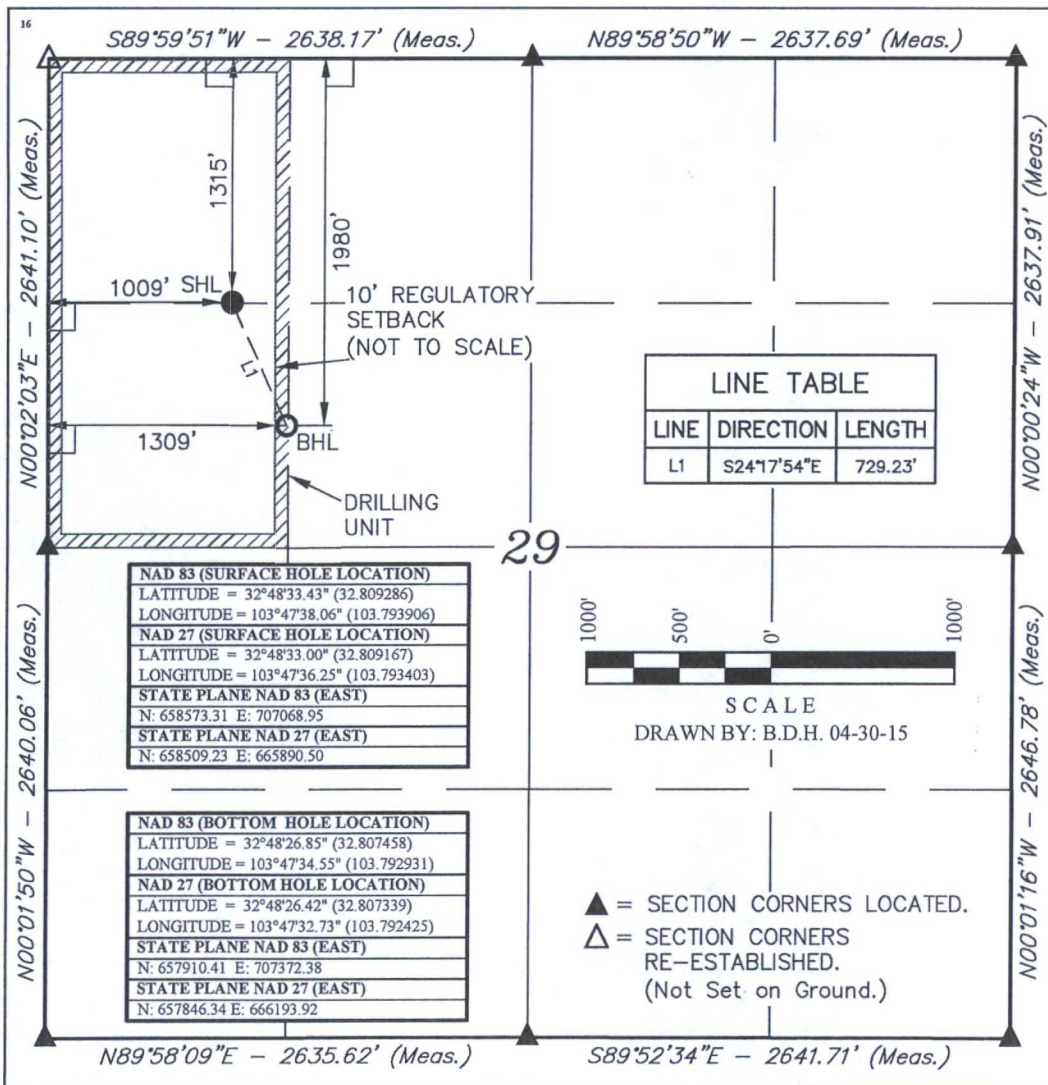 16
S89°59'51"W - 2638.17' (Meas.)
N89°58'50"W - 2637.69' (Meas.)
N00°02'03"E - 2641.10' (Meas.)
N00°00'24"W - 2637.91' (Meas.)
1315'
1980'
1009' SHL
10' REGULATORY
SETBACK
(NOT TO SCALE)
L1
1309'
BHL
DRILLING
UNIT
LINE TABLE
LINE DIRECTION LENGTH
L1 S24°17'54"E 729.23'
29
NAD 83 (SURFACE HOLE LOCATION)
LATITUDE = 32°48'33.43" (32.809286)
LONGITUDE = 103°47'38.06" (103.793906)
NAD 27 (SURFACE HOLE LOCATION)
LATITUDE = 32°48'33.00" (32.809167)
LONGITUDE = 103°47'36.25" (103.793403)
STATE PLANE NAD 83 (EAST)
N: 658573.31 E: 707068.95
STATE PLANE NAD 27 (EAST)
N: 658509.23 E: 665890.50
1000' 500' 0' 1000'
SCALE
DRAWN BY: B.D.H. 04-30-15
N00°01'50"W - 2640.06' (Meas.)
N00°01'16"W - 2646.78' (Meas.)
NAD 83 (BOTTOM HOLE LOCATION)
LATITUDE = 32°48'26.85" (32.807458)
LONGITUDE = 103°47'34.55" (103.792931)
NAD 27 (BOTTOM HOLE LOCATION)
LATITUDE = 32°48'26.42" (32.807339)
LONGITUDE = 103°47'32.73" (103.792425)
STATE PLANE NAD 83 (EAST)
N: 657910.41 E: 707372.38
STATE PLANE NAD 27 (EAST)
N: 657846.34 E: 666193.92
= SECTION CORNERS LOCATED.
= SECTION CORNERS
RE-ESTABLISHED.
(Not Set on Ground.)
N89°58'09"E - 2635.62' (Meas.)
S89°52'34"E - 2641.71' (Meas.)